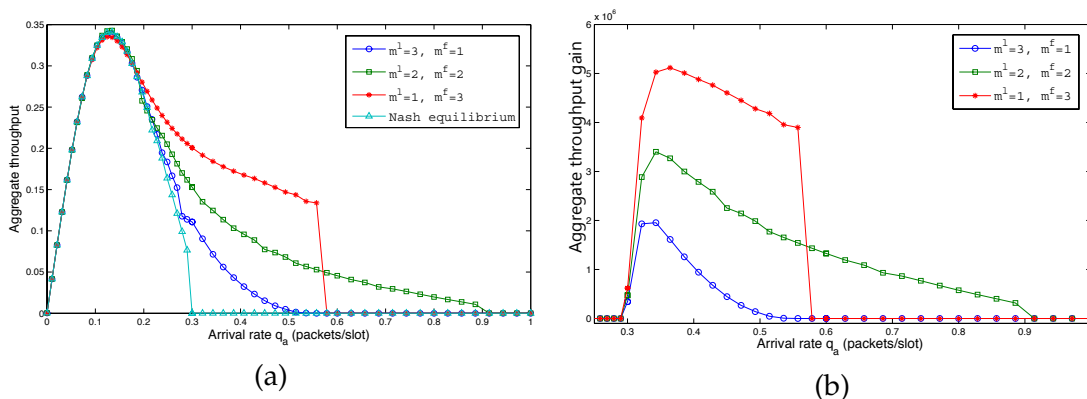 0.35
0.3
0.25
0.2
0.15
0.1
0.05
0
Aggregate throughput
m^l=3, m^f=1
m^l=2, m^f=2
m^l=1, m^f=3
Nash equilibrium
0 0.1 0.2 0.3 0.4 0.5 0.6 0.7 0.8 0.9 1
Arrival rate q_a (packets/slot)
(a)
x 10^6
6
5
4
3
2
1
0
Aggregate throughput gain
m^l=3, m^f=1
m^l=2, m^f=2
m^l=1, m^f=3
0.3 0.4 0.5 0.6 0.7 0.8 0.9
Arrival rate q_a (packets/slot)
(b)